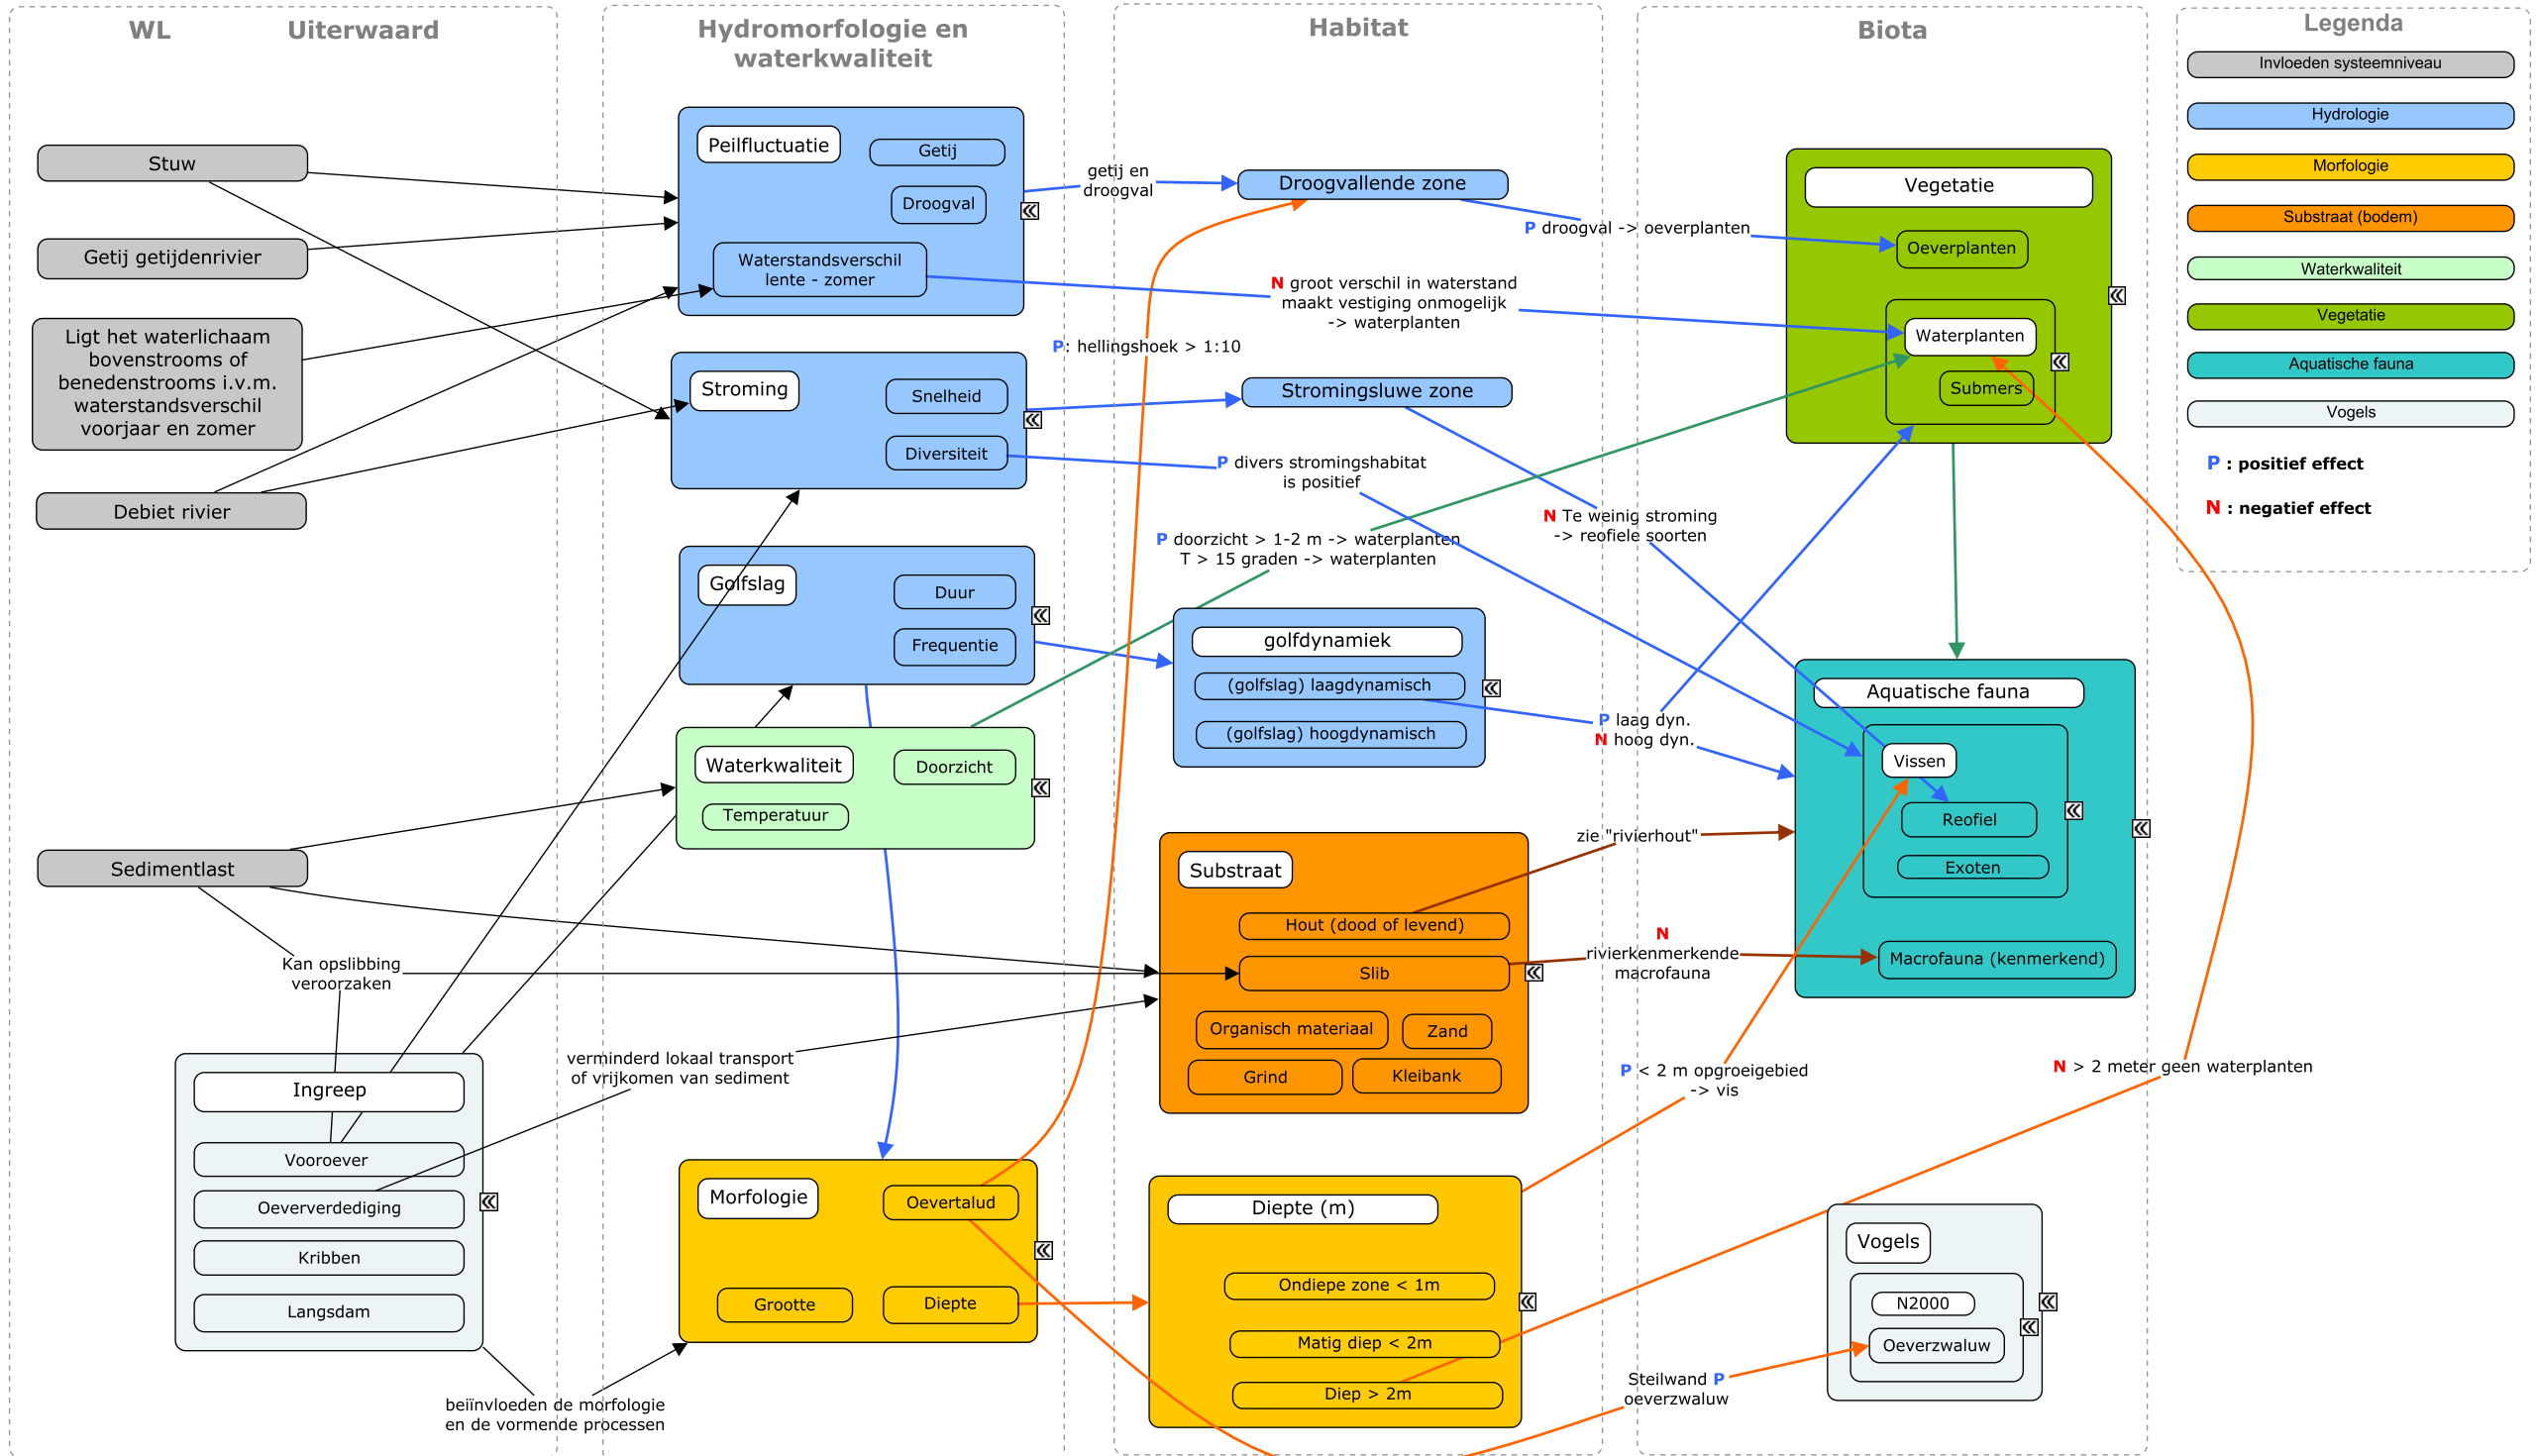 WL
Uiterwaard
Stuw
Getij getijdenrivier
Ligt het waterlichaam
bovenstrooms of
benedenstrooms i.v.m.
waterstandsverschil
voorjaar en zomer
Debiet rivier
Sedimentlast
Kan opslibbing
veroorzaken
Ingreep
Vooroever
Oeververdediging
Kribben
Langsdam
verminderd lokaal transport
of vrijkomen van sediment
beïinvloeden de morfologie
en de vormende processen
Hydromorfologie en
waterkwaliteit
Peilfluctuatie
Getij
Droogval
Waterstandsverschil
lente - zomer
Stroming
Snelheid
Diversiteit
Golfslag
Duur
Frequentie
Waterkwaliteit
Doorzicht
Temperatuur
Morfologie
Oevertalud
Grootte
Diepte
Habitat
getij en
droogval
Droogvallende zone
P droogval -> oeverplanten
N groot verschil in waterstand
maakt vestiging onmogelijk
-> waterplanten
P: hellingshoek > 1:10
Stromingsluwe zone
P divers stromingshabitat
is positief
N Te weinig stroming
-> reofiele soorten
P doorzicht > 1-2 m -> waterplanten
T > 15 graden -> waterplanten
golfdynamiek
(golfslag) laagdynamisch
(golfslag) hoogdynamisch
P laag dyn.
N hoog dyn.
Substraat
Hout (dood of levend)
Slib
Organisch materiaal
Zand
Grind
Kleibank
zie "rivierhout"
N
rivierkenmerkende
macrofauna
P < 2 m opgroeigebied
-> vis
N > 2 meter geen waterplanten
Diepte (m)
Ondiepe zone < 1m
Matig diep < 2m
Diep > 2m
Steilwand P
oeverzwaluw
Biota
Vegetatie
Oeverplanten
Waterplanten
Submers
Aquatische fauna
Vissen
Reofiel
Exoten
Macrofauna (kenmerkend)
Vogels
N2000
Oeverzwaluw
Legenda
Invloeden systeemniveau
Hydrologie
Morfologie
Substraat (bodem)
Waterkwaliteit
Vegetatie
Aquatische fauna
Vogels
P : positief effect
N : negatief effect